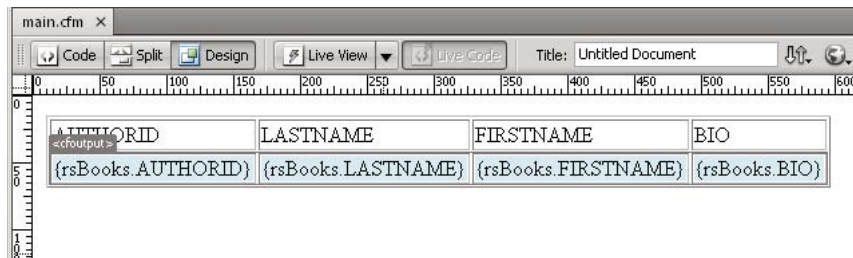 main.cfm ×
Code Split Design Live View Live Code Title: Untitled Document
0 50 100 150 200 250 300 350 400 450 500 550 600
0
AUTHORID LASTNAME FIRSTNAME BIO
<cfoutput>
{rsBooks.AUTHORID} {rsBooks.LASTNAME} {rsBooks.FIRSTNAME} {rsBooks.BIO}
50